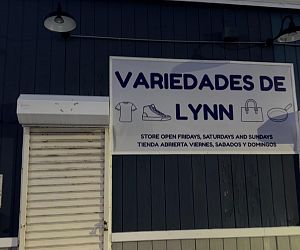 VARIEDADES DE
LYNN
STORE OPEN FRIDAYS, SATURDAYS AND SUNDAYS
TIENDA ABIERTA VIERNES, SABADOS Y DOMINGOS